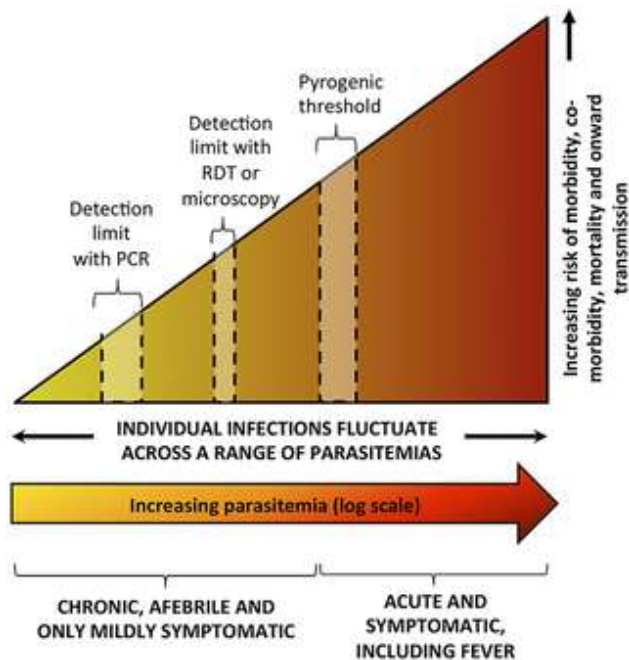 Pyrogenic
threshold
Detection
limit with
RDT or
microscopy
Detection
limit
with PCR
Increasing risk of morbidity, co-
morbidity, mortality and onward
transmission
INDIVIDUAL INFECTIONS FLUCTUATE
ACROSS A RANGE OF PARASITEMIAS
Increasing parasitemia (log scale)
CHRONIC, AFEBRILE AND
ONLY MILDLY SYMPTOMATIC
ACUTE AND
SYMPTOMATIC,
INCLUDING FEVER